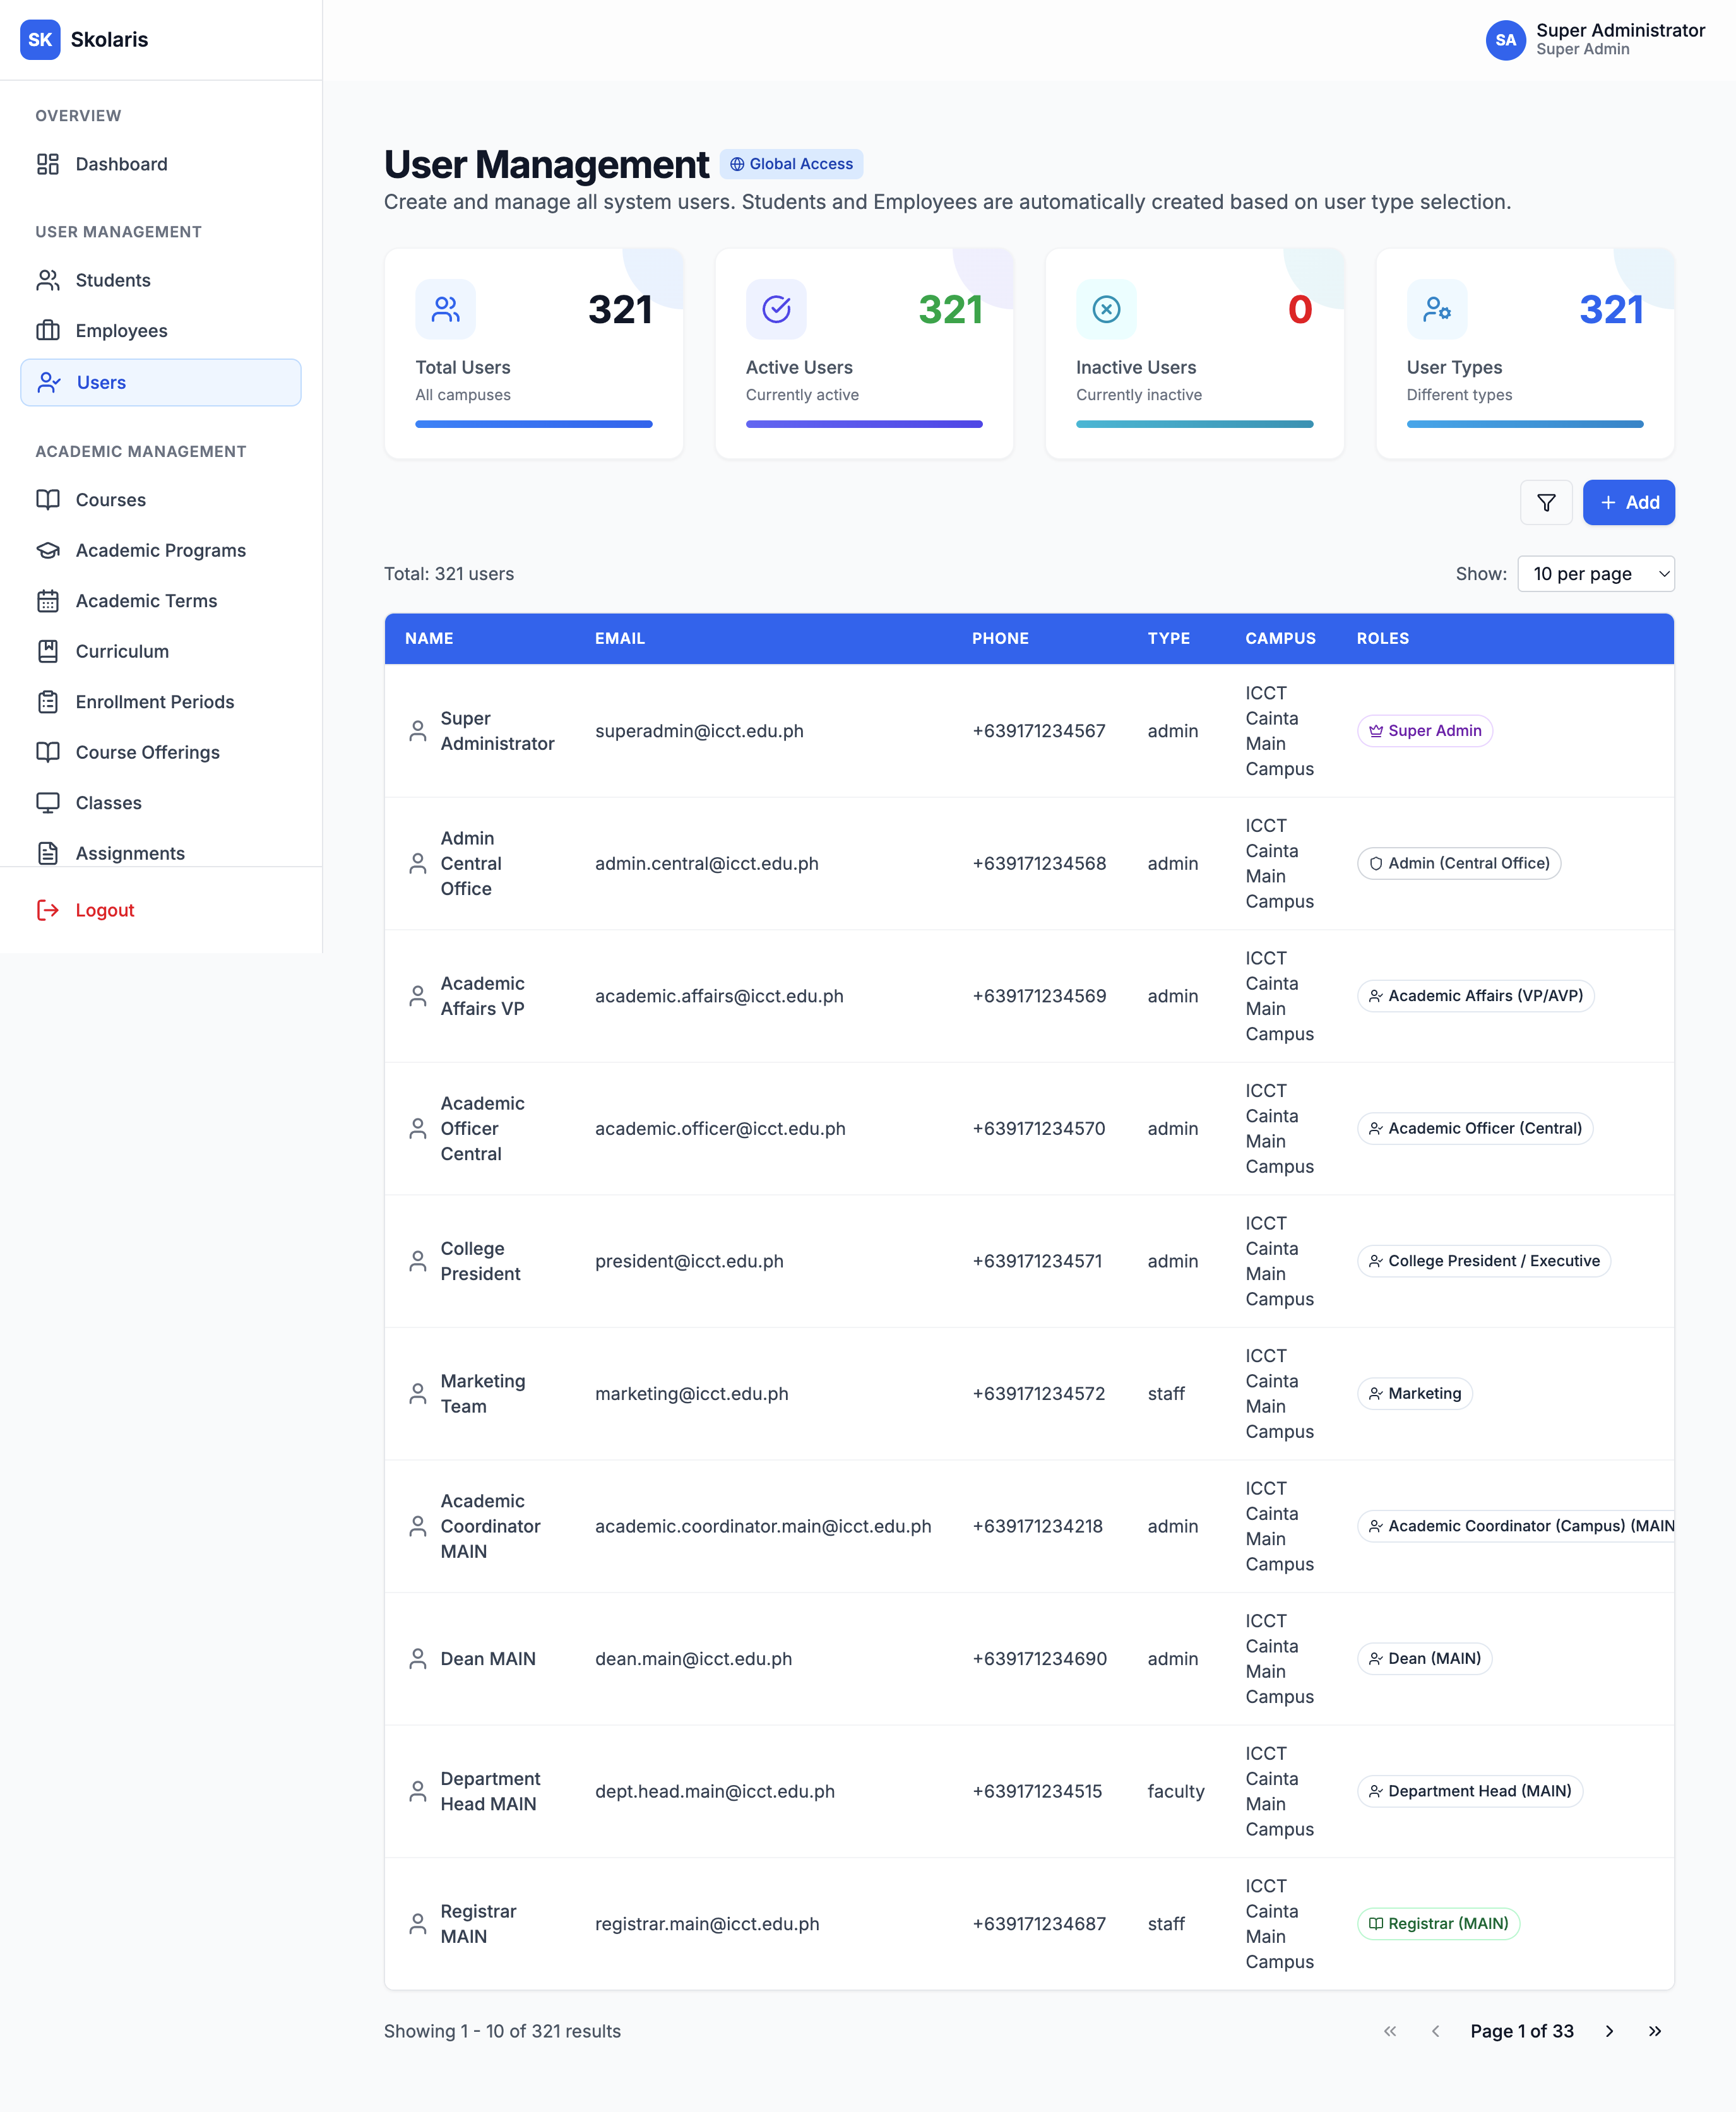 SK Skolaris
SA Super Administrator
Super Admin
OVERVIEW
Dashboard
USER MANAGEMENT
Students
Employees
Users
ACADEMIC MANAGEMENT
Courses
Academic Programs
Academic Terms
Curriculum
Enrollment Periods
Course Offerings
Classes
Assignments
Logout
User Management Global Access
Create and manage all system users. Students and Employees are automatically created based on user type selection.
321
Total Users
All campuses
321
Active Users
Currently active
0
Inactive Users
Currently inactive
321
User Types
Different types
Add
Total: 321 users
Show: 10 per page
NAME EMAIL PHONE TYPE CAMPUS ROLES
Super
Administrator
superadmin@icct.edu.ph
+639171234567
admin
ICCT
Cainta
Main
Campus
Super Admin
Admin
Central
Office
admin.central@icct.edu.ph
+639171234568
admin
ICCT
Cainta
Main
Campus
Admin (Central Office)
Academic
Affairs VP
academic.affairs@icct.edu.ph
+639171234569
admin
ICCT
Cainta
Main
Campus
Academic Affairs (VP/AVP)
Academic
Officer
Central
academic.officer@icct.edu.ph
+639171234570
admin
ICCT
Cainta
Main
Campus
Academic Officer (Central)
College
President
president@icct.edu.ph
+639171234571
admin
ICCT
Cainta
Main
Campus
College President / Executive
Marketing
Team
marketing@icct.edu.ph
+639171234572
staff
ICCT
Cainta
Main
Campus
Marketing
Academic
Coordinator
MAIN
academic.coordinator.main@icct.edu.ph
+639171234218
admin
ICCT
Cainta
Main
Campus
Academic Coordinator (Campus) (MAIN
Dean MAIN
dean.main@icct.edu.ph
+639171234690
admin
ICCT
Cainta
Main
Campus
Dean (MAIN)
Department
Head MAIN
dept.head.main@icct.edu.ph
+639171234515
faculty
ICCT
Cainta
Main
Campus
Department Head (MAIN)
Registrar
MAIN
registrar.main@icct.edu.ph
+639171234687
staff
ICCT
Cainta
Main
Campus
Registrar (MAIN)
Showing 1 - 10 of 321 results
Page 1 of 33